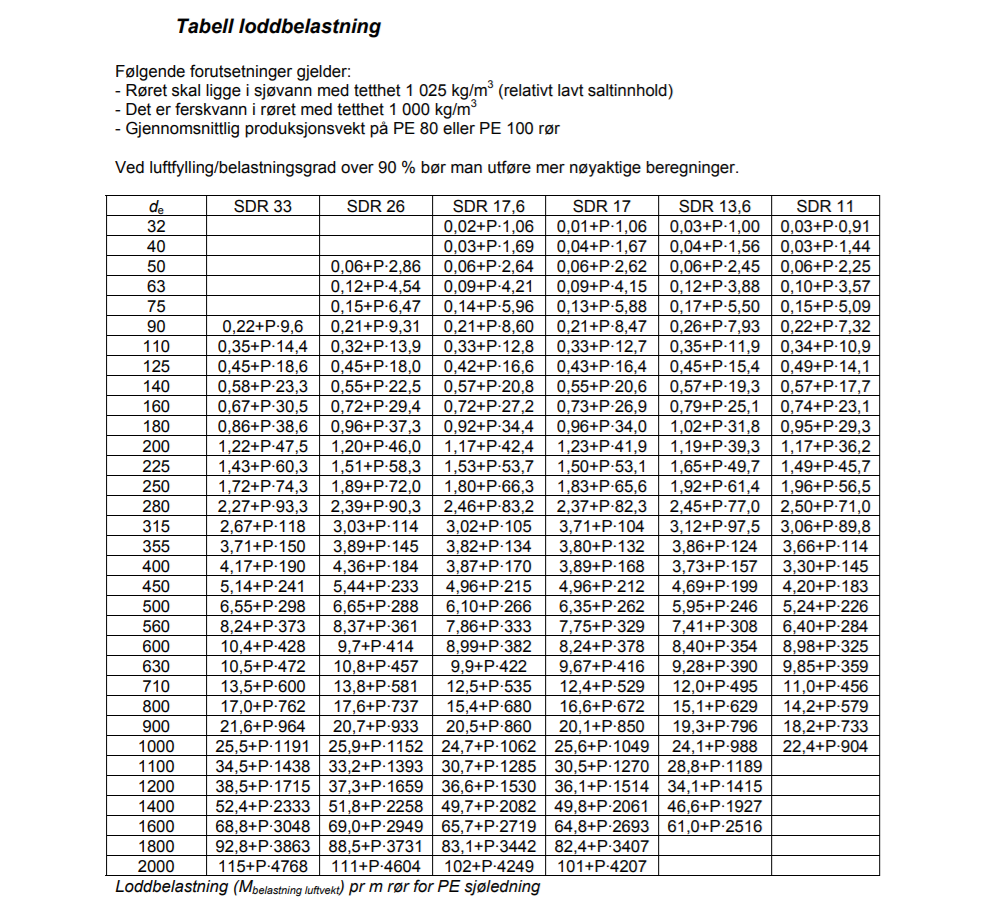 Tabell loddbelastning
Følgende forutsetninger gjelder:
- Røret skal ligge i sjøvann med tetthet 1 025 kg/m³ (relativt lavt saltinnhold)
- Det er ferskvann i røret med tetthet 1 000 kg/m³
- Gjennomsnittlig produksjonsvekt på PE 80 eller PE 100 rør
Ved luftfylling/belastningsgrad over 90 % bør man utføre mer nøyaktige beregninger.
dₑ SDR 33 SDR 26 SDR 17,6 SDR 17 SDR 13,6 SDR 11
32 0,02+P·1,06 0,01+P·1,06 0,03+P·1,00 0,03+P·0,91
40 0,03+P·1,69 0,04+P·1,67 0,04+P·1,56 0,03+P·1,44
50 0,06+P·2,86 0,06+P·2,64 0,06+P·2,62 0,06+P·2,45 0,06+P·2,25
63 0,12+P·4,54 0,09+P·4,21 0,09+P·4,15 0,12+P·3,88 0,10+P·3,57
75 0,15+P·6,47 0,14+P·5,96 0,13+P·5,88 0,17+P·5,50 0,15+P·5,09
90 0,22+P·9,6 0,21+P·9,31 0,21+P·8,60 0,21+P·8,47 0,26+P·7,93 0,22+P·7,32
110 0,35+P·14,4 0,32+P·13,9 0,33+P·12,8 0,33+P·12,7 0,35+P·11,9 0,34+P·10,9
125 0,45+P·18,6 0,45+P·18,0 0,42+P·16,6 0,43+P·16,4 0,45+P·15,4 0,49+P·14,1
140 0,58+P·23,3 0,55+P·22,5 0,57+P·20,8 0,55+P·20,6 0,57+P·19,3 0,57+P·17,7
160 0,67+P·30,5 0,72+P·29,4 0,72+P·27,2 0,73+P·26,9 0,79+P·25,1 0,74+P·23,1
180 0,86+P·38,6 0,96+P·37,3 0,92+P·34,4 0,96+P·34,0 1,02+P·31,8 0,95+P·29,3
200 1,22+P·47,5 1,20+P·46,0 1,17+P·42,4 1,23+P·41,9 1,19+P·39,3 1,17+P·36,2
225 1,43+P·60,3 1,51+P·58,3 1,53+P·53,7 1,50+P·53,1 1,65+P·49,7 1,49+P·45,7
250 1,72+P·74,3 1,89+P·72,0 1,80+P·66,3 1,83+P·65,6 1,92+P·61,4 1,96+P·56,5
280 2,27+P·93,3 2,39+P·90,3 2,46+P·83,2 2,37+P·82,3 2,45+P·77,0 2,50+P·71,0
315 2,67+P·118 3,03+P·114 3,02+P·105 3,71+P·104 3,12+P·97,5 3,06+P·89,8
355 3,71+P·150 3,89+P·145 3,82+P·134 3,80+P·132 3,86+P·124 3,66+P·114
400 4,17+P·190 4,36+P·184 3,87+P·170 3,89+P·168 3,73+P·157 3,30+P·145
450 5,14+P·241 5,44+P·233 4,96+P·215 4,96+P·212 4,69+P·199 4,20+P·183
500 6,55+P·298 6,65+P·288 6,10+P·266 6,35+P·262 5,95+P·246 5,24+P·226
560 8,24+P·373 8,37+P·361 7,86+P·333 7,75+P·329 7,41+P·308 6,40+P·284
600 10,4+P·428 9,7+P·414 8,99+P·382 8,24+P·378 8,40+P·354 8,98+P·325
630 10,5+P·472 10,8+P·457 9,9+P·422 9,67+P·416 9,28+P·390 9,85+P·359
710 13,5+P·600 13,8+P·581 12,5+P·535 12,4+P·529 12,0+P·495 11,0+P·456
800 17,0+P·762 17,6+P·737 15,4+P·680 16,6+P·672 15,1+P·629 14,2+P·579
900 21,6+P·964 20,7+P·933 20,5+P·860 20,1+P·850 19,3+P·796 18,2+P·733
1000 25,5+P·1191 25,9+P·1152 24,7+P·1062 25,6+P·1049 24,1+P·988 22,4+P·904
1100 34,5+P·1438 33,2+P·1393 30,7+P·1285 30,5+P·1270 28,8+P·1189
1200 38,5+P·1715 37,3+P·1659 36,6+P·1530 36,1+P·1514 34,1+P·1415
1400 52,4+P·2333 51,8+P·2258 49,7+P·2082 49,8+P·2061 46,6+P·1927
1600 68,8+P·3048 69,0+P·2949 65,7+P·2719 64,8+P·2693 61,0+P·2516
1800 92,8+P·3863 88,5+P·3731 83,1+P·3442 82,4+P·3407
2000 115+P·4768 111+P·4604 102+P·4249 101+P·4207
Loddbelastning (Mbelastning luftvekt) pr m rør for PE sjøledning